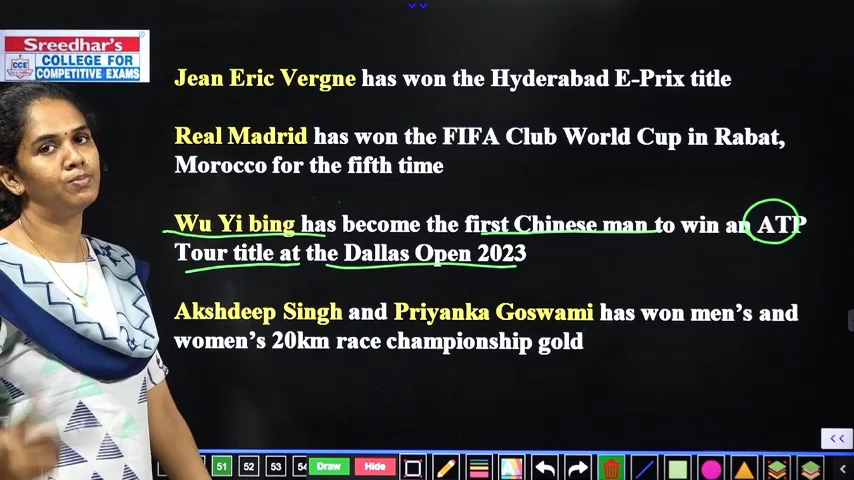 Sreedhar's
CCE
COLLEGE FOR
COMPETITIVE EXAMS
Jean Eric Vergne has won the Hyderabad E-Prix title
Real Madrid has won the FIFA Club World Cup in Rabat,
Morocco for the fifth time
Wu Yi bing has become the first Chinese man to win an ATP
Tour title at the Dallas Open 2023
Akshdeep Singh and Priyanka Goswami has won men's and
women's 20km race championship gold
51 52 53 54 Draw Hide